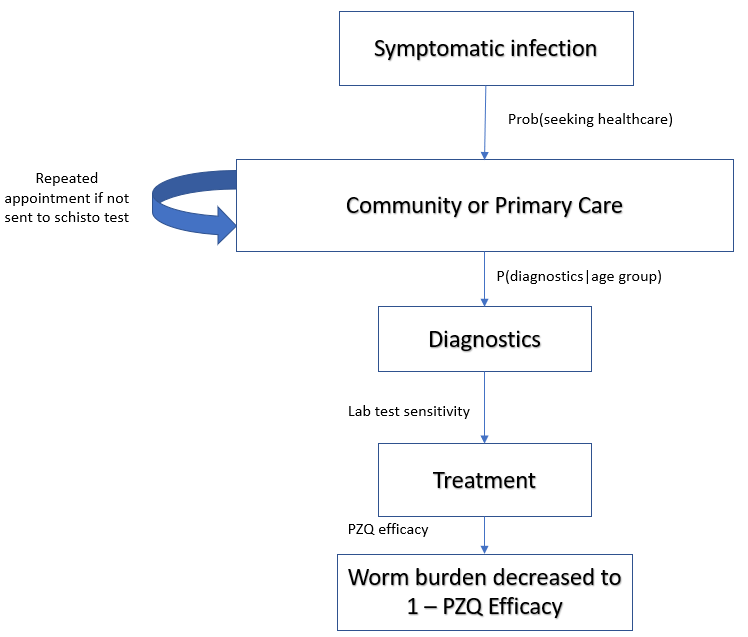 Symptomatic infection
Prob(seeking healthcare)
Repeated
appointment if not
sent to schisto test
Community or Primary Care
P(diagnostics|age group)
Diagnostics
Lab test sensitivity
Treatment
PZQ efficacy
Worm burden decreased to
1 – PZQ Efficacy